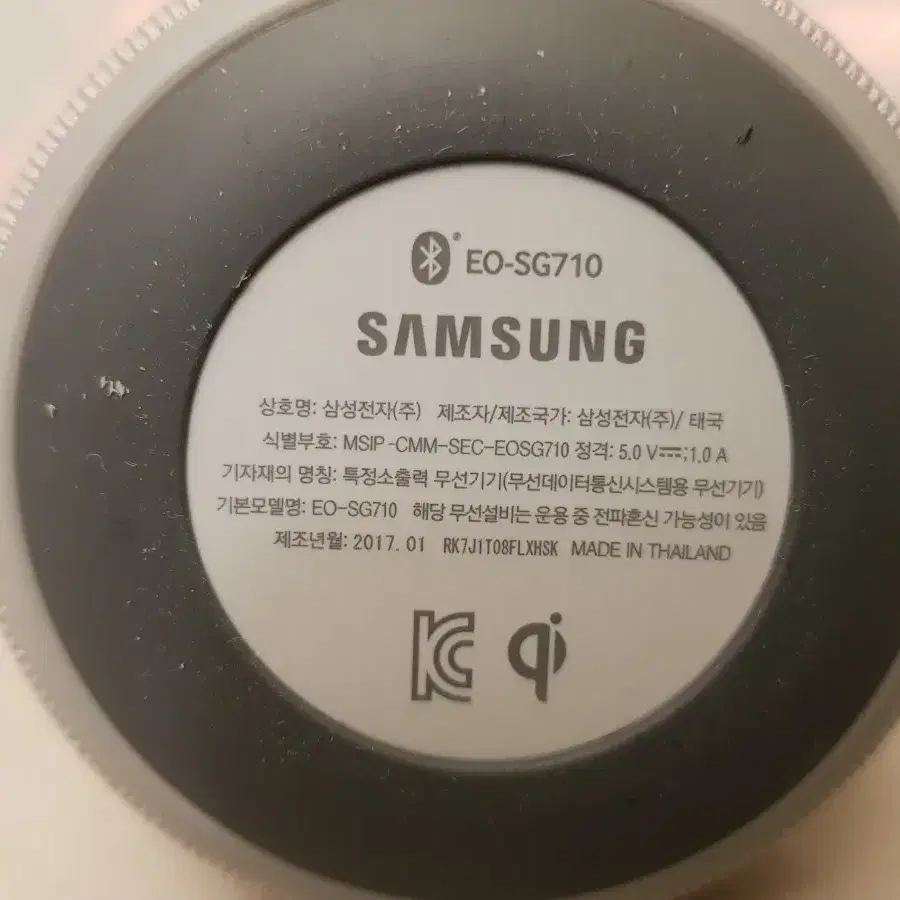 EO-SG710
SAMSUNG
상호명: 삼성전자(주) 제조자/제조국가: 삼성전자(주)/ 태국
식별부호: MSIP-CMM-SEC-EOSG710 정격: 5.0 V⎓;1.0 A
기자재의 명칭: 특정소출력 무선기기(무선데이터통신시스템용 무선기기)
기본모델명: EO-SG710 해당 무선설비는 운용 중 전파혼신 가능성이 있음
제조년월: 2017.01 RK7J1T08FLXHSK MADE IN THAILAND
KC qi